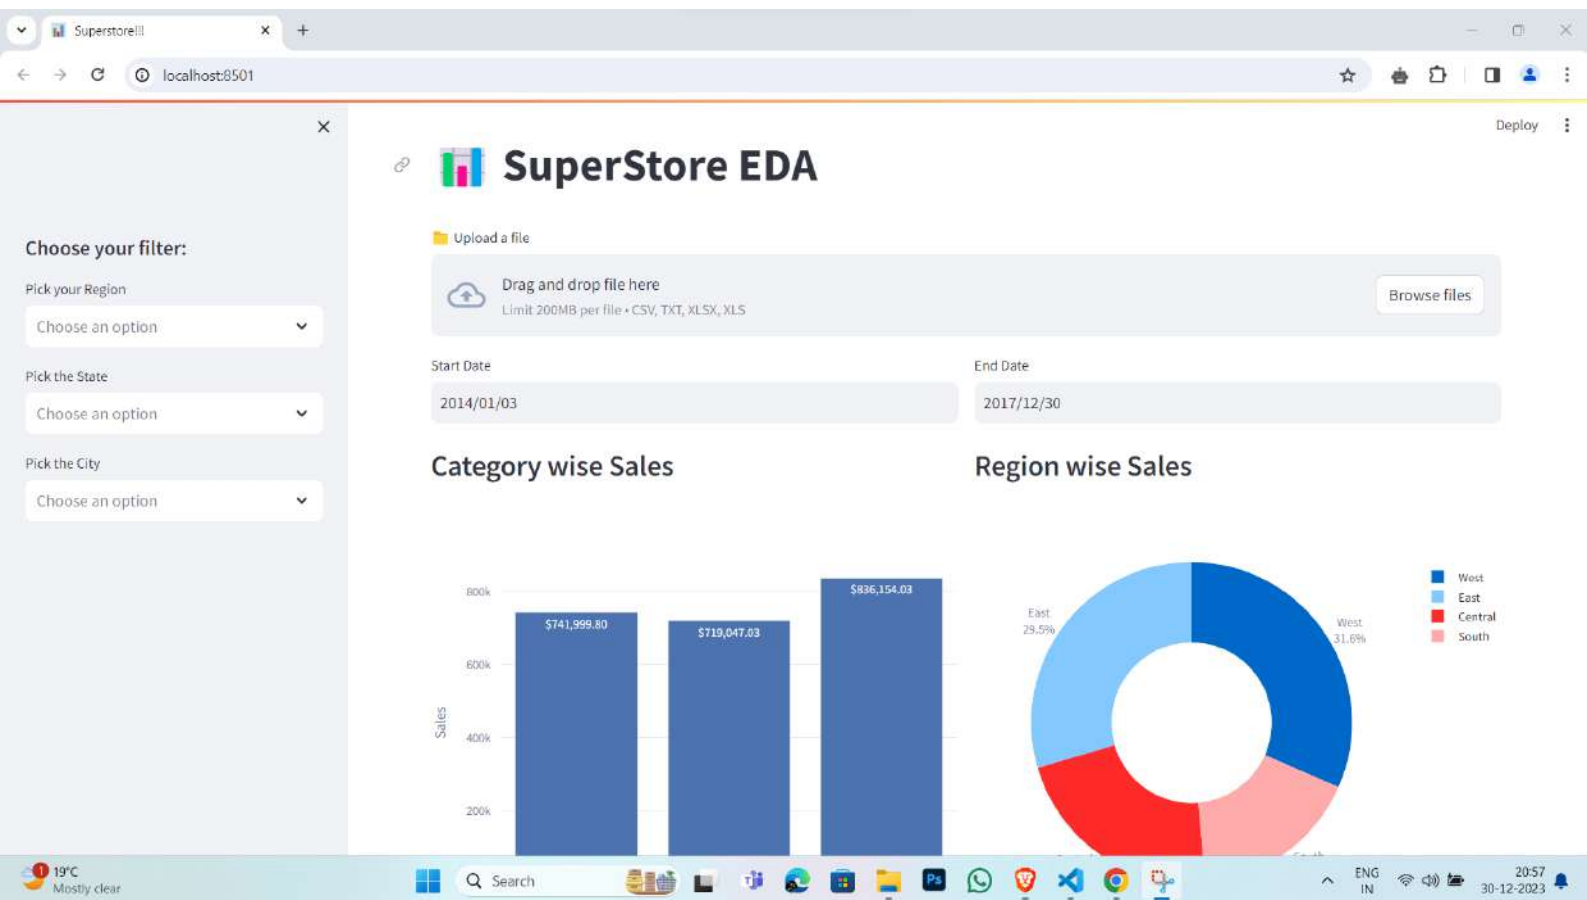 Superstore!!!
localhost:8501
Deploy
SuperStore EDA
Choose your filter:
Pick your Region
Choose an option
Pick the State
Choose an option
Pick the City
Choose an option
Upload a file
Drag and drop file here
Limit 200MB per file • CSV, TXT, XLSX, XLS
Browse files
Start Date
2014/01/03
End Date
2017/12/30
Category wise Sales
Sales
800k
600k
400k
200k
$741,999.80
$719,047.03
$836,154.03
Region wise Sales
East
29.5%
West
31.6%
West
East
Central
South
1
19°C
Mostly clear
Search
Ps
ENG
IN
20:57
30-12-2023